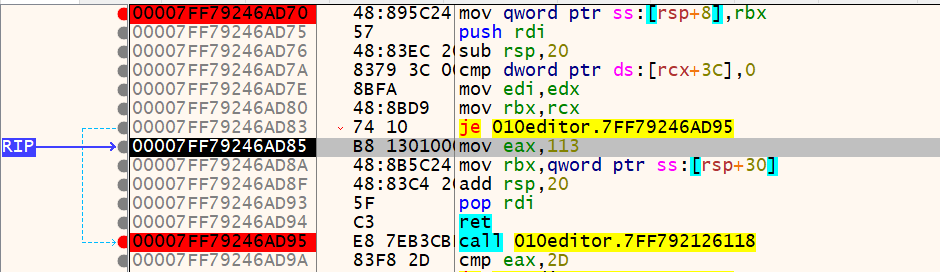 00007FF79246AD70 48:895C24 mov qword ptr ss:[rsp+8],rbx
00007FF79246AD75 57 push rdi
00007FF79246AD76 48:83EC 20 sub rsp,20
00007FF79246AD7A 8379 3C 00 cmp dword ptr ds:[rcx+3C],0
00007FF79246AD7E 8BFA mov edi,edx
00007FF79246AD80 48:8BD9 mov rbx,rcx
00007FF79246AD83 74 10 je 010editor.7FF79246AD95
RIP 00007FF79246AD85 B8 1301000 mov eax,113
00007FF79246AD8A 48:8B5C24 mov rbx,qword ptr ss:[rsp+30]
00007FF79246AD8F 48:83C4 20 add rsp,20
00007FF79246AD93 5F pop rdi
00007FF79246AD94 C3 ret
00007FF79246AD95 E8 7EB3CB call 010editor.7FF792126118
00007FF79246AD9A 83F8 2D cmp eax,2D